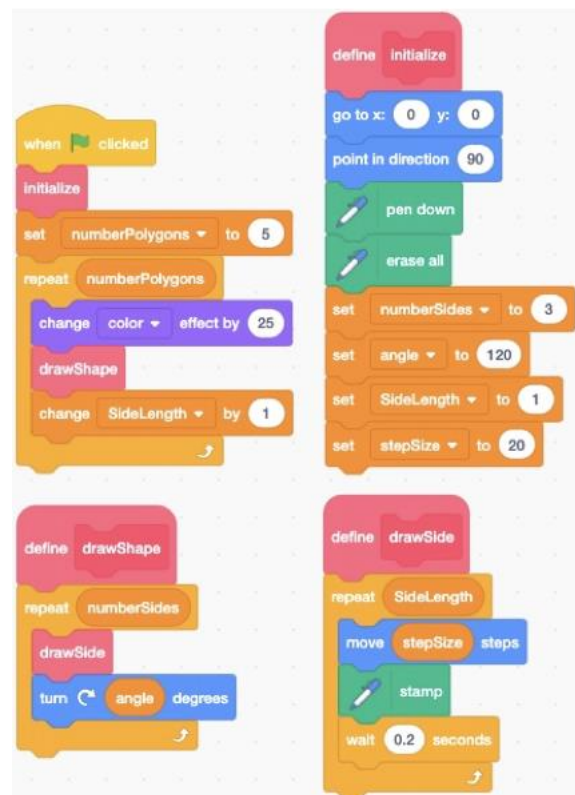 when clicked
initialize
set numberPolygons to 5
repeat numberPolygons
change color effect by 25
drawShape
change SideLength by 1
define initialize
go to x: 0 y: 0
point in direction 90
pen down
erase all
set numberSides to 3
set angle to 120
set SideLength to 1
set stepSize to 20
define drawShape
repeat numberSides
drawSide
turn angle degrees
define drawSide
repeat SideLength
move stepSize steps
stamp
wait 0.2 seconds